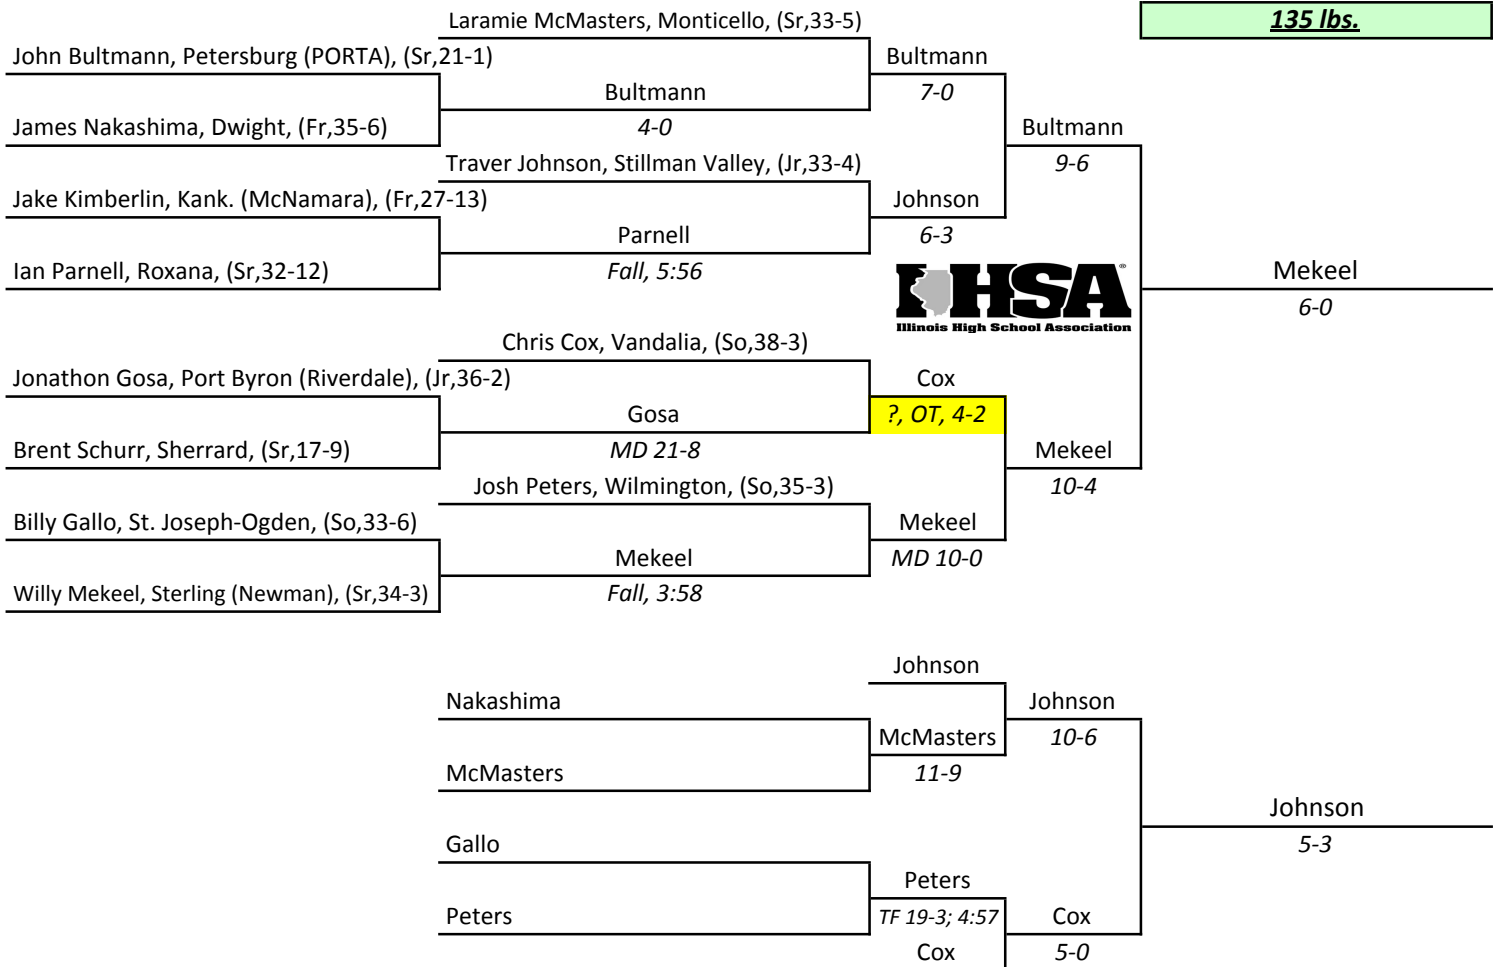 Laramie McMasters, Monticello, (Sr,33-5)
135 lbs.
John Bultmann, Petersburg (PORTA), (Sr,21-1)
Bultmann
Bultmann
7-0
James Nakashima, Dwight, (Fr,35-6)
4-0
Bultmann
Traver Johnson, Stillman Valley, (Jr,33-4)
9-6
Jake Kimberlin, Kank. (McNamara), (Fr,27-13)
Johnson
Parnell
6-3
Ian Parnell, Roxana, (Sr,32-12)
Fall, 5:56
Mekeel
IHSA®
6-0
Illinois High School Association
Chris Cox, Vandalia, (So,38-3)
Jonathon Gosa, Port Byron (Riverdale), (Jr,36-2)
Cox
Gosa
?, OT, 4-2
Brent Schurr, Sherrard, (Sr,17-9)
MD 21-8
Mekeel
Josh Peters, Wilmington, (So,35-3)
10-4
Billy Gallo, St. Joseph-Ogden, (So,33-6)
Mekeel
Mekeel
MD 10-0
Willy Mekeel, Sterling (Newman), (Sr,34-3)
Fall, 3:58
Johnson
Nakashima
Johnson
McMasters
10-6
McMasters
11-9
Johnson
Gallo
5-3
Peters
Peters
TF 19-3; 4:57
Cox
Cox
5-0